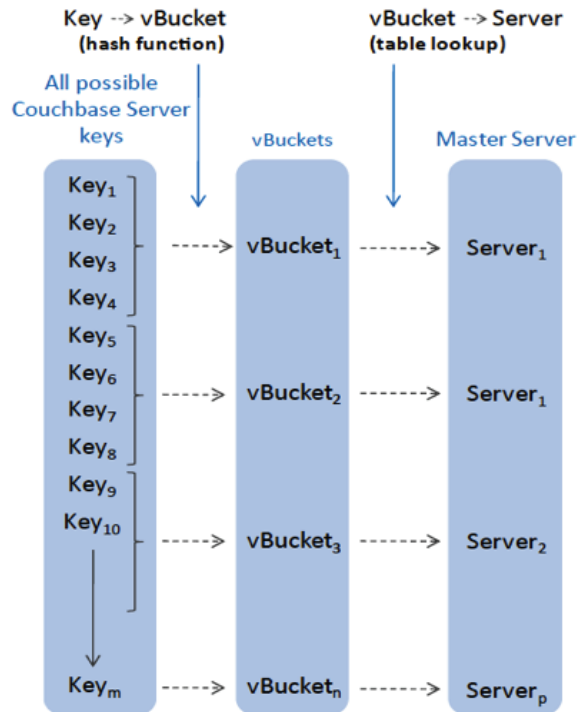 Key --> vBucket
(hash function)
vBucket --> Server
(table lookup)
All possible
Couchbase Server
keys
vBuckets
Master Server
Key₁
Key₂
Key₃
Key₄
vBucket₁
Server₁
Key₅
Key₆
Key₇
Key₈
vBucket₂
Server₁
Key₉
Key₁₀
vBucket₃
Server₂
Keyₘ
vBucketₙ
Serverₚ